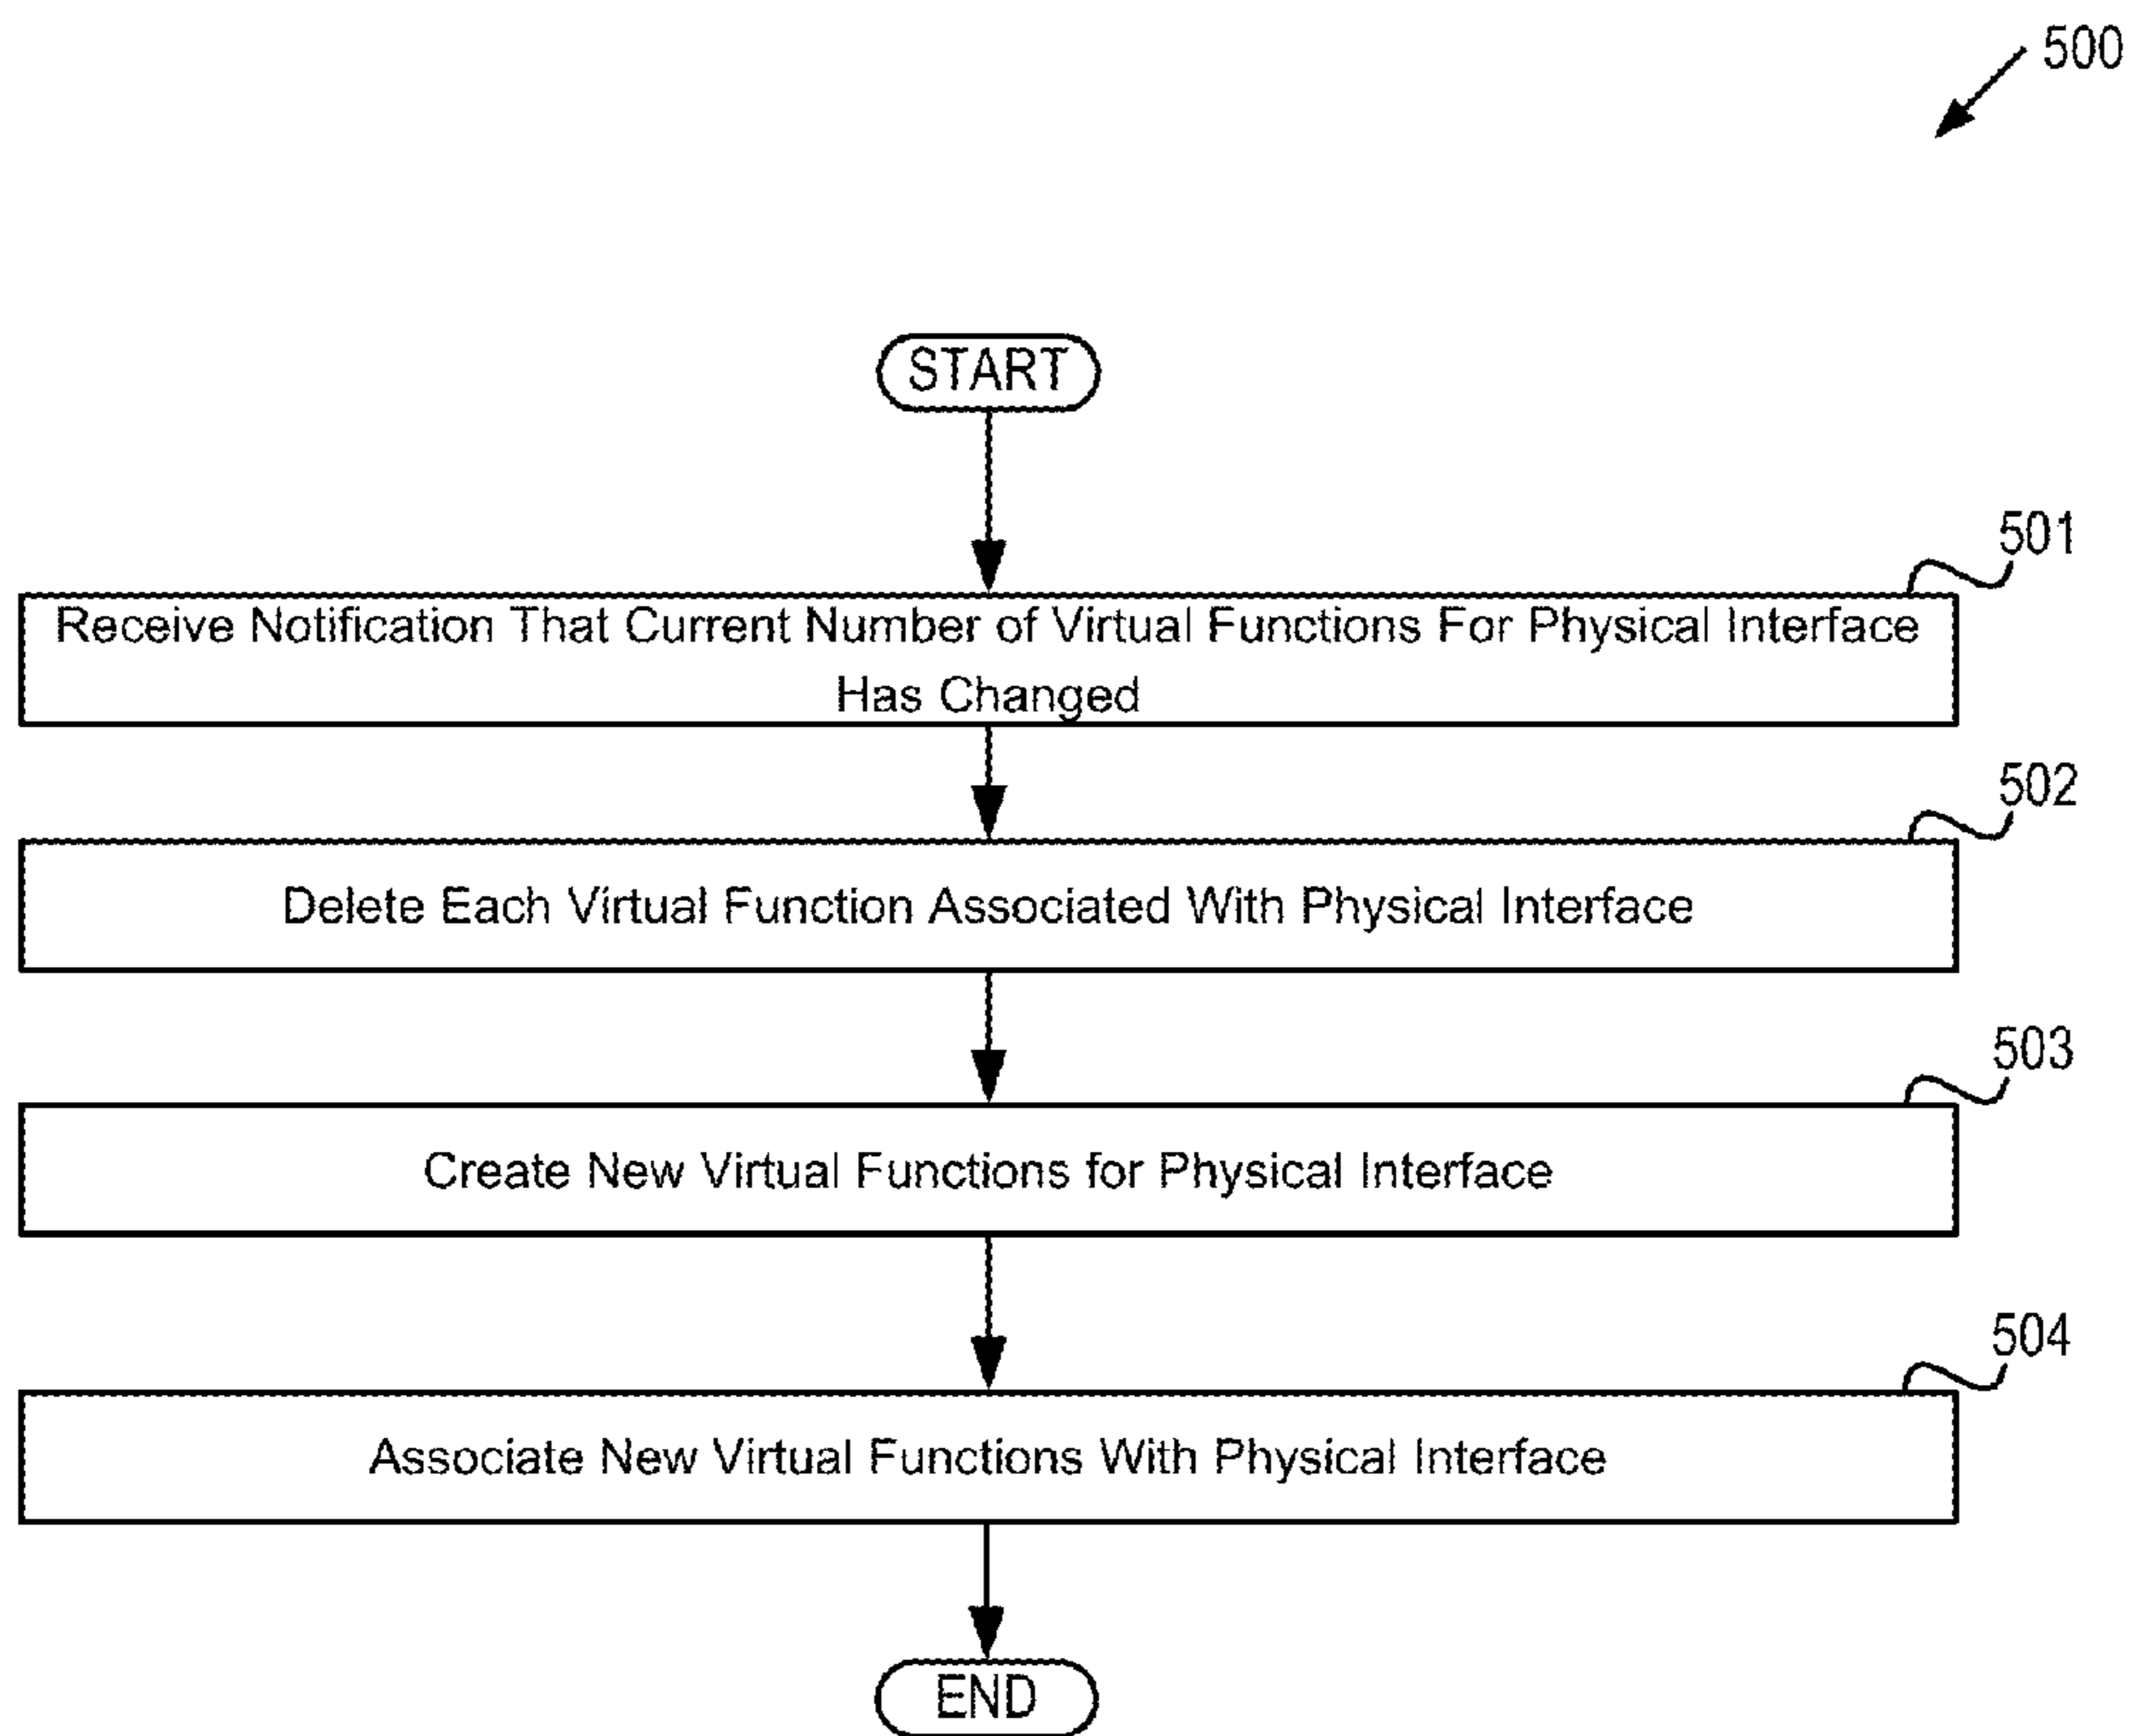 500
START
501
Receive Notification That Current Number of Virtual Functions For Physical Interface
Has Changed
502
Delete Each Virtual Function Associated With Physical Interface
503
Create New Virtual Functions for Physical Interface
504
Associate New Virtual Functions With Physical Interface
END